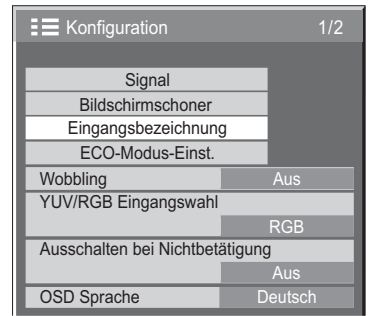 Konfiguration 1/2
Signal
Bildschirmschoner
Eingangsbezeichnung
ECO-Modus-Einst.
Wobbling Aus
YUV/RGB Eingangswahl
RGB
Ausschalten bei Nichtbetätigung
Aus
OSD Sprache Deutsch